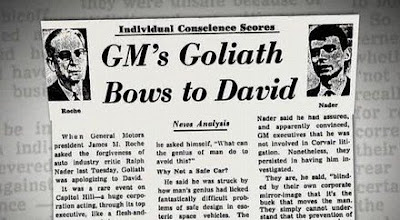 Individual Conscience Scores
GM's Goliath
Bows to David
Roche
Nader
News Analysis
When General Motors
president James M. Roche
asked the forgiveness of
auto industry critic Ralph
Nader last Tuesday, Goliath
was apologizing to David.
It was a rare event on
Capitol Hill—a huge corpo-
ration acting, though its top
executive, like a flesh-and-
he asked himself, "What can
the genius of man do to
avoid this?"
Why Not a Safe Car?
He said he was struck by
how man's genius had licked
fantastically difficult prob-
lems of safe design in eso-
teric space vehicles. The
Nader said he had assured,
and apparently convinced,
GM executives that he was
not involved in Corvair liti-
gation. Nonetheless, they
persisted in having him in-
vestigated.
They are, he said, "blind-
ed by their own corporate
mirror-image that it's the
buck that moves the man.
They simply cannot under-